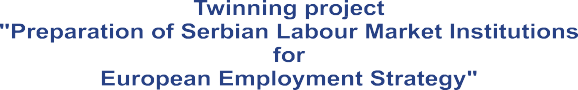 Twinning project
"Preparation of Serbian Labour Market Institutions
for
European Employment Strategy"